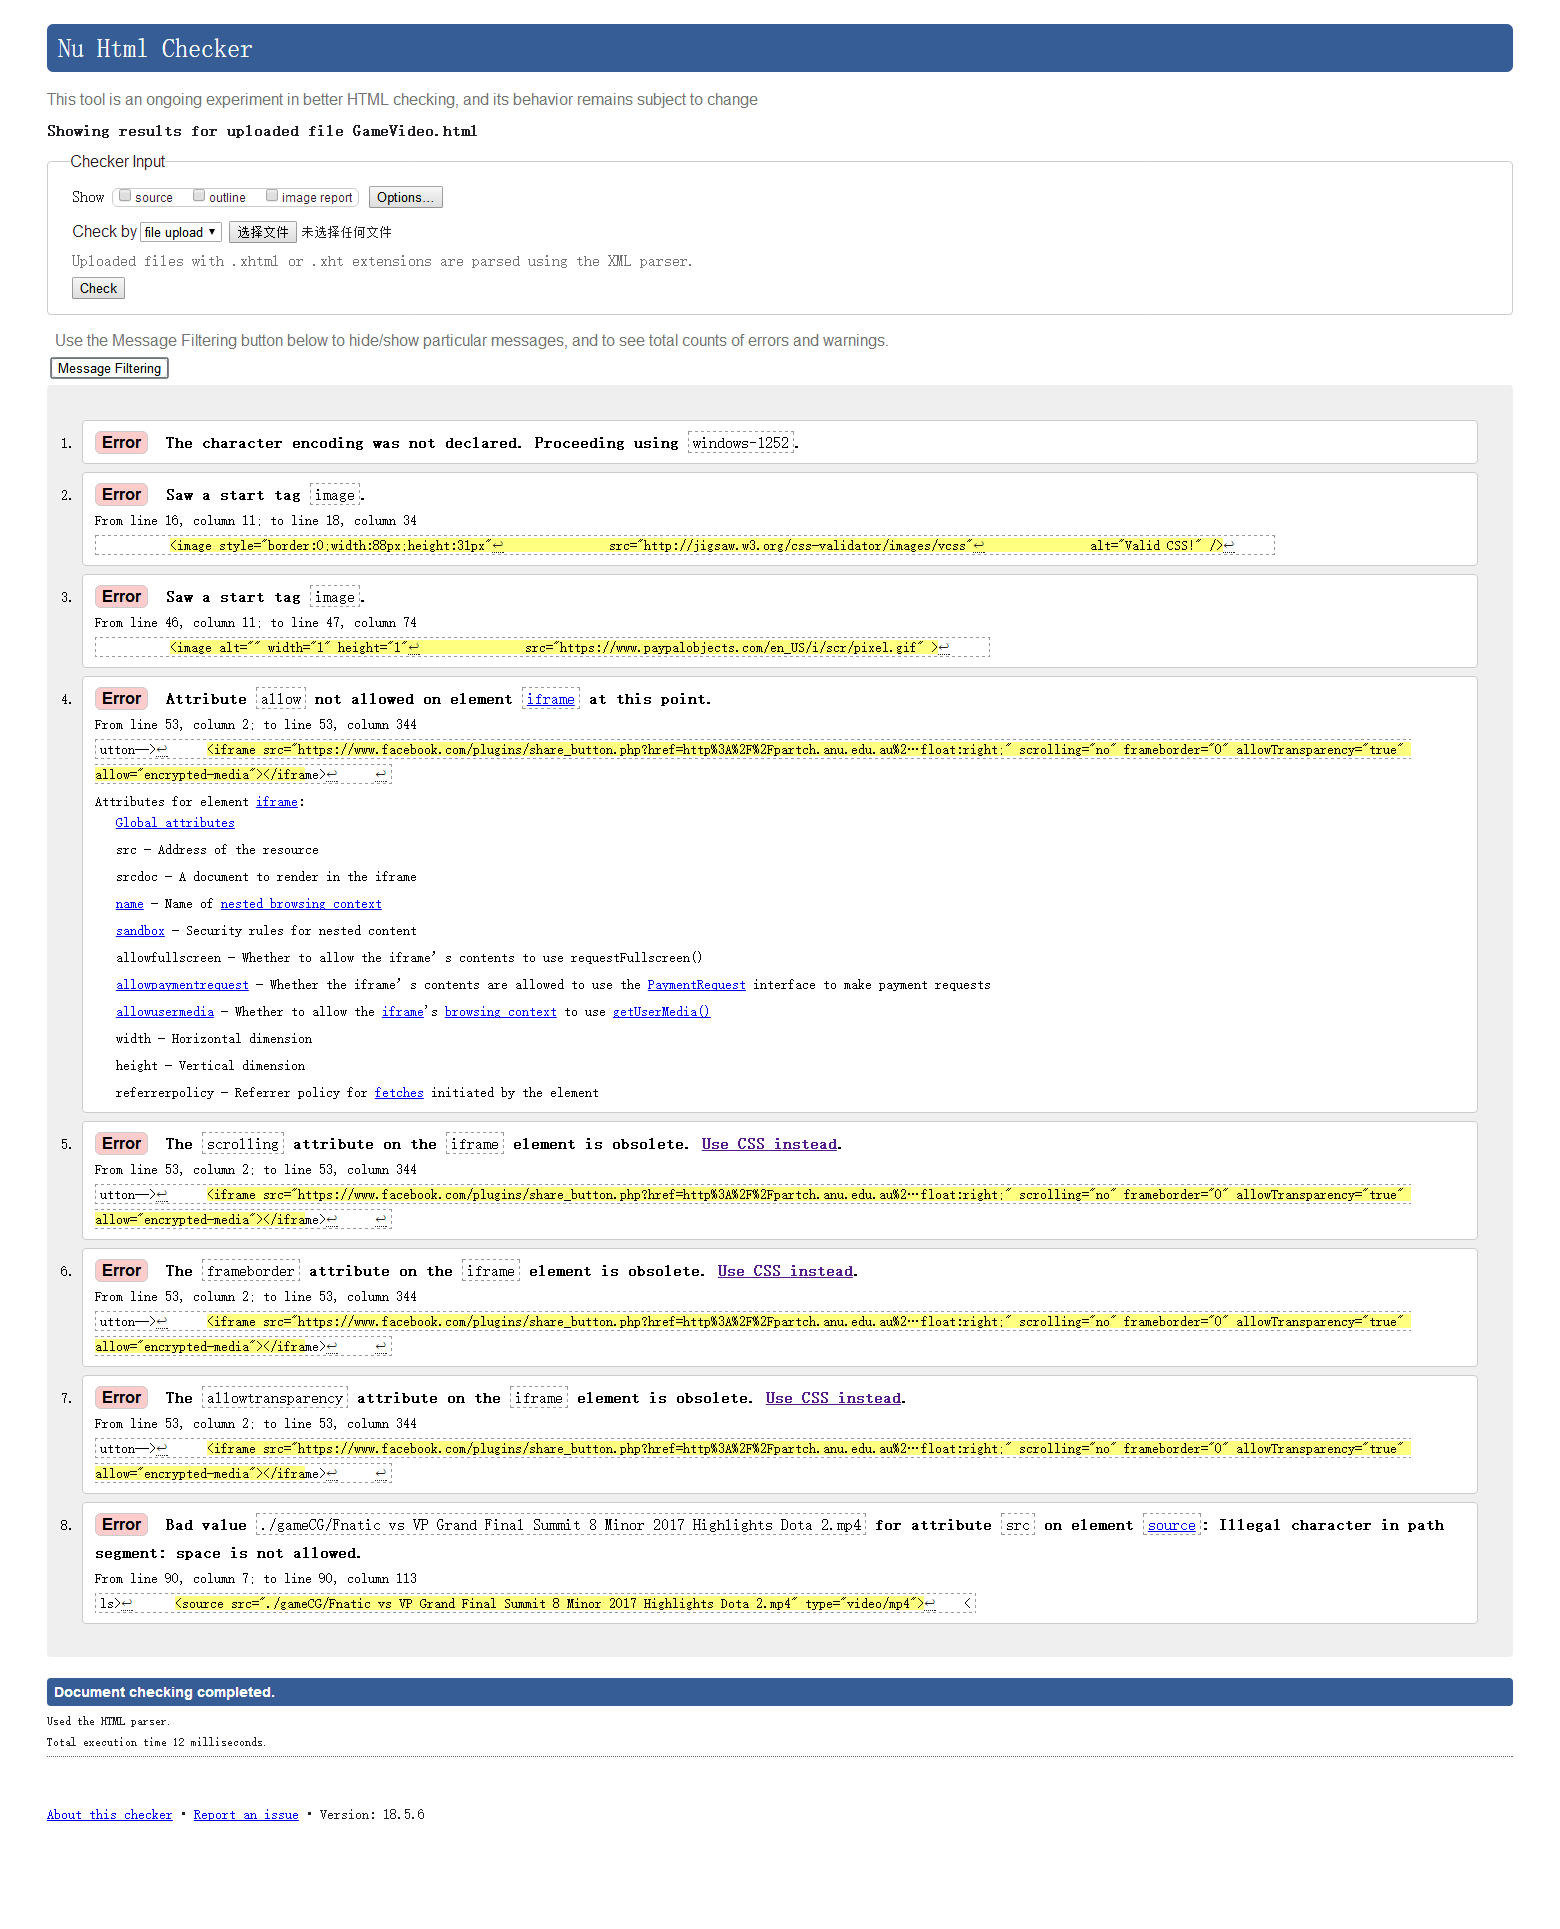 Nu Html Checker
This tool is an ongoing experiment in better HTML checking, and its behavior remains subject to change
Showing results for uploaded file GameVideo.html
Checker Input
Show source outline image report Options...
Check by file upload ▼ 选择文件 未选择任何文件
Uploaded files with .xhtml or .xht extensions are parsed using the XML parser.
Check
Use the Message Filtering button below to hide/show particular messages, and to see total counts of errors and warnings.
Message Filtering
1. Error The character encoding was not declared. Proceeding using windows-1252.
2. Error Saw a start tag image.
From line 16, column 11; to line 18, column 34
<image style="border:0;width:88px;height:31px"↩ src="http://jigsaw.w3.org/css-validator/images/vcss"↩ alt="Valid CSS!" />↩
3. Error Saw a start tag image.
From line 46, column 11; to line 47, column 74
<image alt="" width="1" height="1"↩ src="https://www.paypalobjects.com/en_US/i/scr/pixel.gif" >↩
4. Error Attribute allow not allowed on element iframe at this point.
From line 53, column 2; to line 53, column 344
utton-->↩ <iframe src="https://www.facebook.com/plugins/share_button.php?href=http%3A%2F%2Fpartch.anu.edu.au%2…float:right;" scrolling="no" frameborder="0" allowTransparency="true"
allow="encrypted-media"></iframe>↩ ↩
Attributes for element iframe:
Global attributes
src — Address of the resource
srcdoc — A document to render in the iframe
name — Name of nested browsing context
sandbox — Security rules for nested content
allowfullscreen — Whether to allow the iframe’s contents to use requestFullscreen()
allowpaymentrequest — Whether the iframe’s contents are allowed to use the PaymentRequest interface to make payment requests
allowusermedia — Whether to allow the iframe's browsing context to use getUserMedia()
width — Horizontal dimension
height — Vertical dimension
referrerpolicy — Referrer policy for fetches initiated by the element
5. Error The scrolling attribute on the iframe element is obsolete. Use CSS instead.
From line 53, column 2; to line 53, column 344
utton-->↩ <iframe src="https://www.facebook.com/plugins/share_button.php?href=http%3A%2F%2Fpartch.anu.edu.au%2…float:right;" scrolling="no" frameborder="0" allowTransparency="true"
allow="encrypted-media"></iframe>↩ ↩
6. Error The frameborder attribute on the iframe element is obsolete. Use CSS instead.
From line 53, column 2; to line 53, column 344
utton-->↩ <iframe src="https://www.facebook.com/plugins/share_button.php?href=http%3A%2F%2Fpartch.anu.edu.au%2…float:right;" scrolling="no" frameborder="0" allowTransparency="true"
allow="encrypted-media"></iframe>↩ ↩
7. Error The allowtransparency attribute on the iframe element is obsolete. Use CSS instead.
From line 53, column 2; to line 53, column 344
utton-->↩ <iframe src="https://www.facebook.com/plugins/share_button.php?href=http%3A%2F%2Fpartch.anu.edu.au%2…float:right;" scrolling="no" frameborder="0" allowTransparency="true"
allow="encrypted-media"></iframe>↩ ↩
8. Error Bad value ./gameCG/Fnatic vs VP Grand Final Summit 8 Minor 2017 Highlights Dota 2.mp4 for attribute src on element source: Illegal character in path
segment: space is not allowed.
From line 90, column 7; to line 90, column 113
ls>↩ <source src="./gameCG/Fnatic vs VP Grand Final Summit 8 Minor 2017 Highlights Dota 2.mp4" type="video/mp4">↩ <
Document checking completed.
Used the HTML parser.
Total execution time 12 milliseconds.
About this checker • Report an issue • Version: 18.5.6